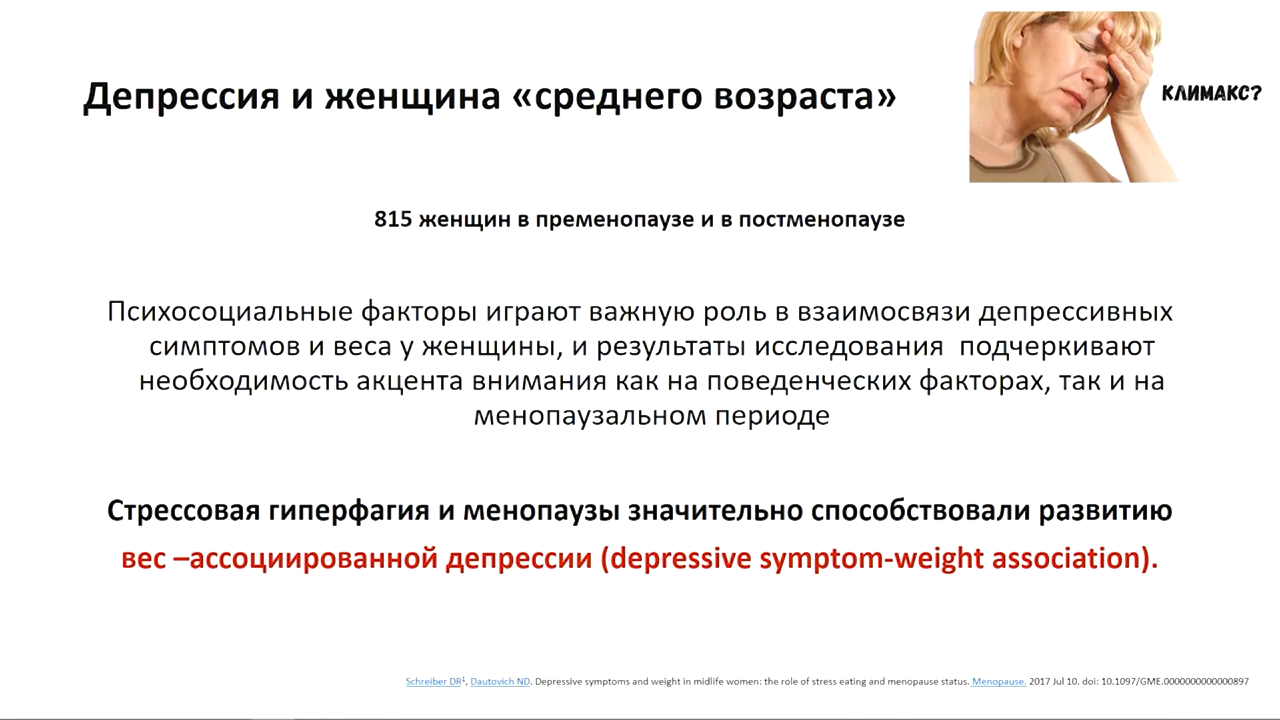 Депрессия и женщина «среднего возраста»
КЛИМАКС?
815 женщин в пременопаузе и в постменопаузе
Психосоциальные факторы играют важную роль в взаимосвязи депрессивных
симптомов и веса у женщины, и результаты исследования подчеркивают
необходимость акцента внимания как на поведенческих факторах, так и на
менопаузальном периоде
Стрессовая гиперфагия и менопаузы значительно способствовали развитию
вес –ассоциированной депрессии (depressive symptom-weight association).
Schreiber DR¹, Dautovich ND. Depressive symptoms and weight in midlife women: the role of stress eating and menopause status. Menopause. 2017 Jul 10. doi: 10.1097/GME.0000000000000897